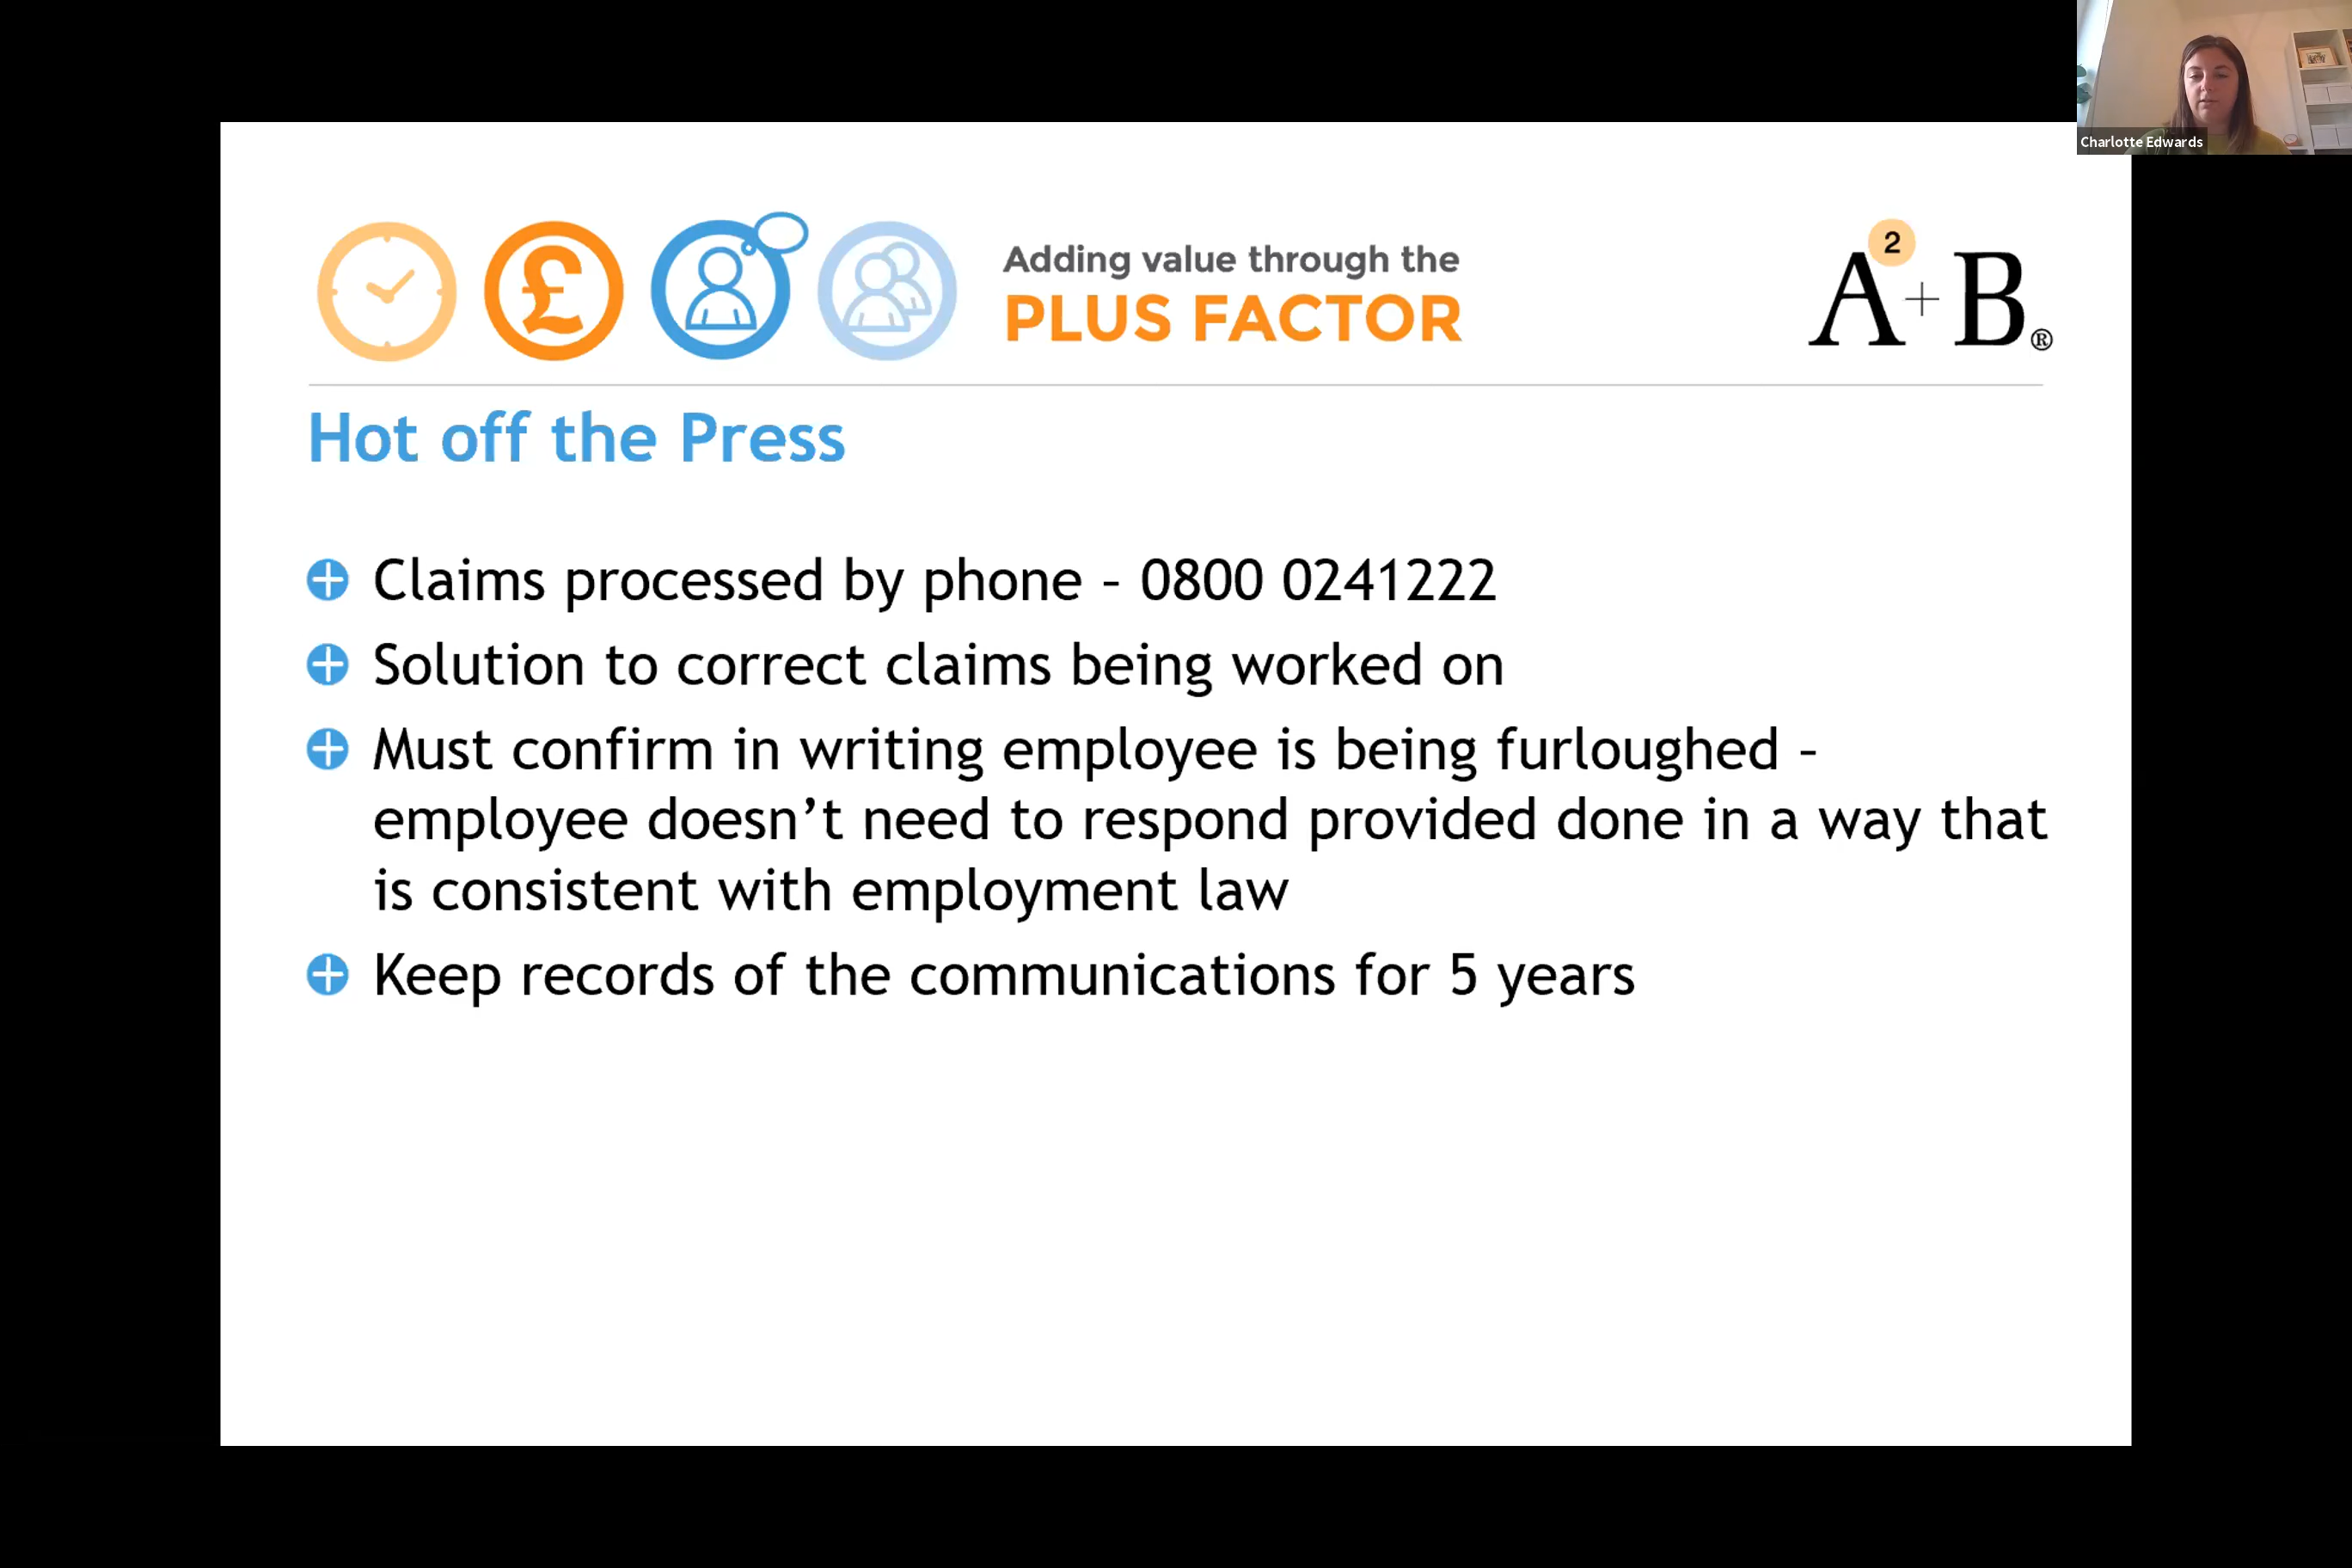 Charlotte Edwards
£
Adding value through the
PLUS FACTOR
A2+B®
Hot off the Press
Claims processed by phone – 0800 0241222
Solution to correct claims being worked on
Must confirm in writing employee is being furloughed –
employee doesn’t need to respond provided done in a way that
is consistent with employment law
Keep records of the communications for 5 years